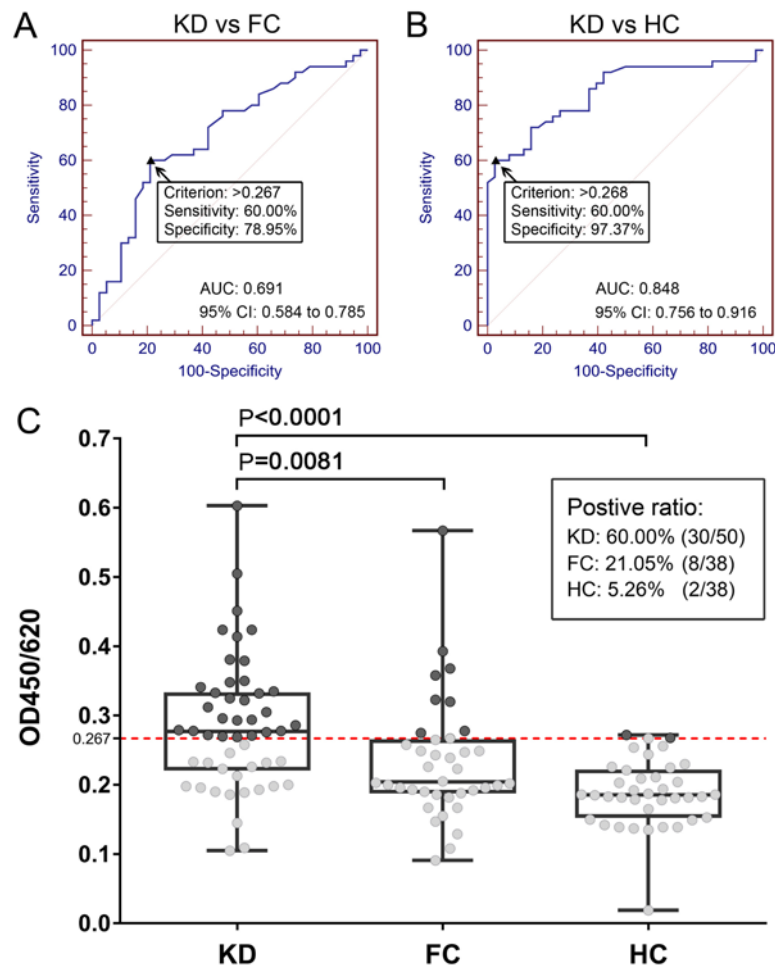 A
KD vs FC
100
80
60
40
20
0
Sensitivity
Criterion: >0.267
Sensitivity: 60.00%
Specificity: 78.95%
AUC: 0.691
95% CI: 0.584 to 0.785
0 20 40 60 80 100
100-Specificity
B
KD vs HC
100
80
60
40
20
0
Sensitivity
Criterion: >0.268
Sensitivity: 60.00%
Specificity: 97.37%
AUC: 0.848
95% CI: 0.756 to 0.916
0 20 40 60 80 100
100-Specificity
C
P<0.0001
P=0.0081
Postive ratio:
KD: 60.00% (30/50)
FC: 21.05% (8/38)
HC: 5.26% (2/38)
OD450/620
0.7
0.6
0.5
0.4
0.3
0.267
0.2
0.1
0.0
KD FC HC